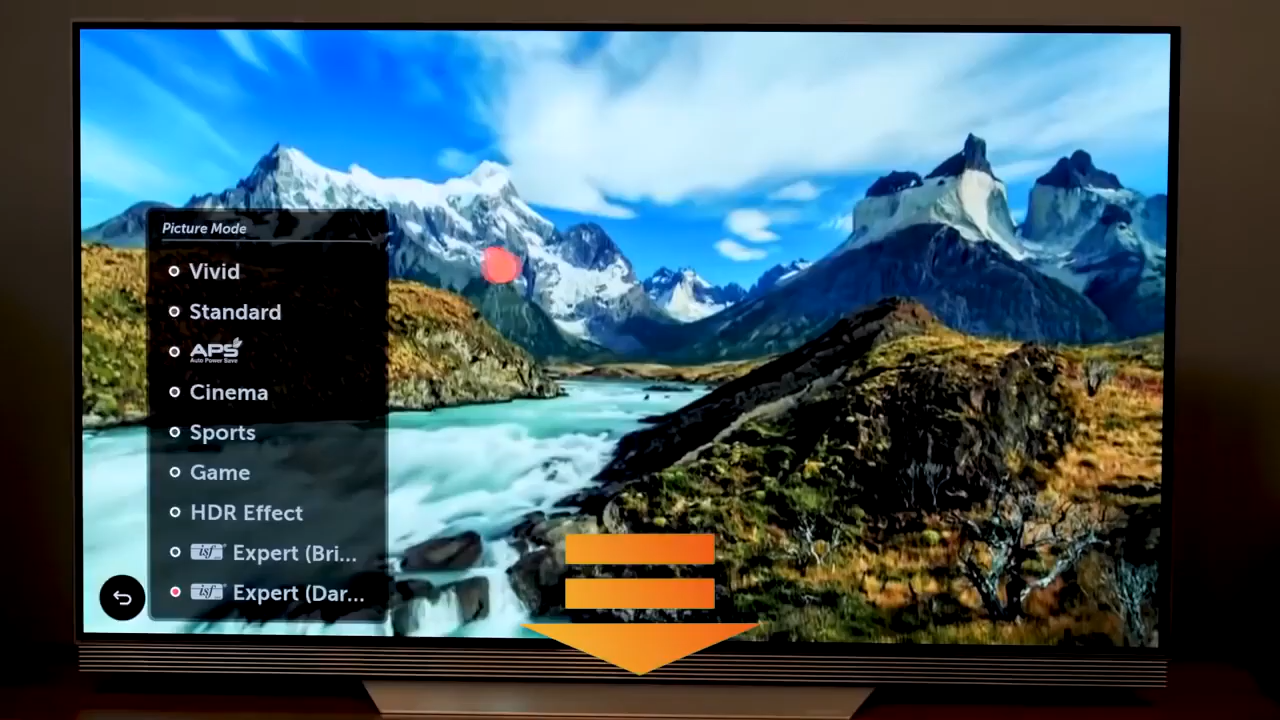 Picture Mode
Vivid
Standard
APS
Auto Power Save
Cinema
Sports
Game
HDR Effect
isf Expert (Bri...
isf Expert (Dar...